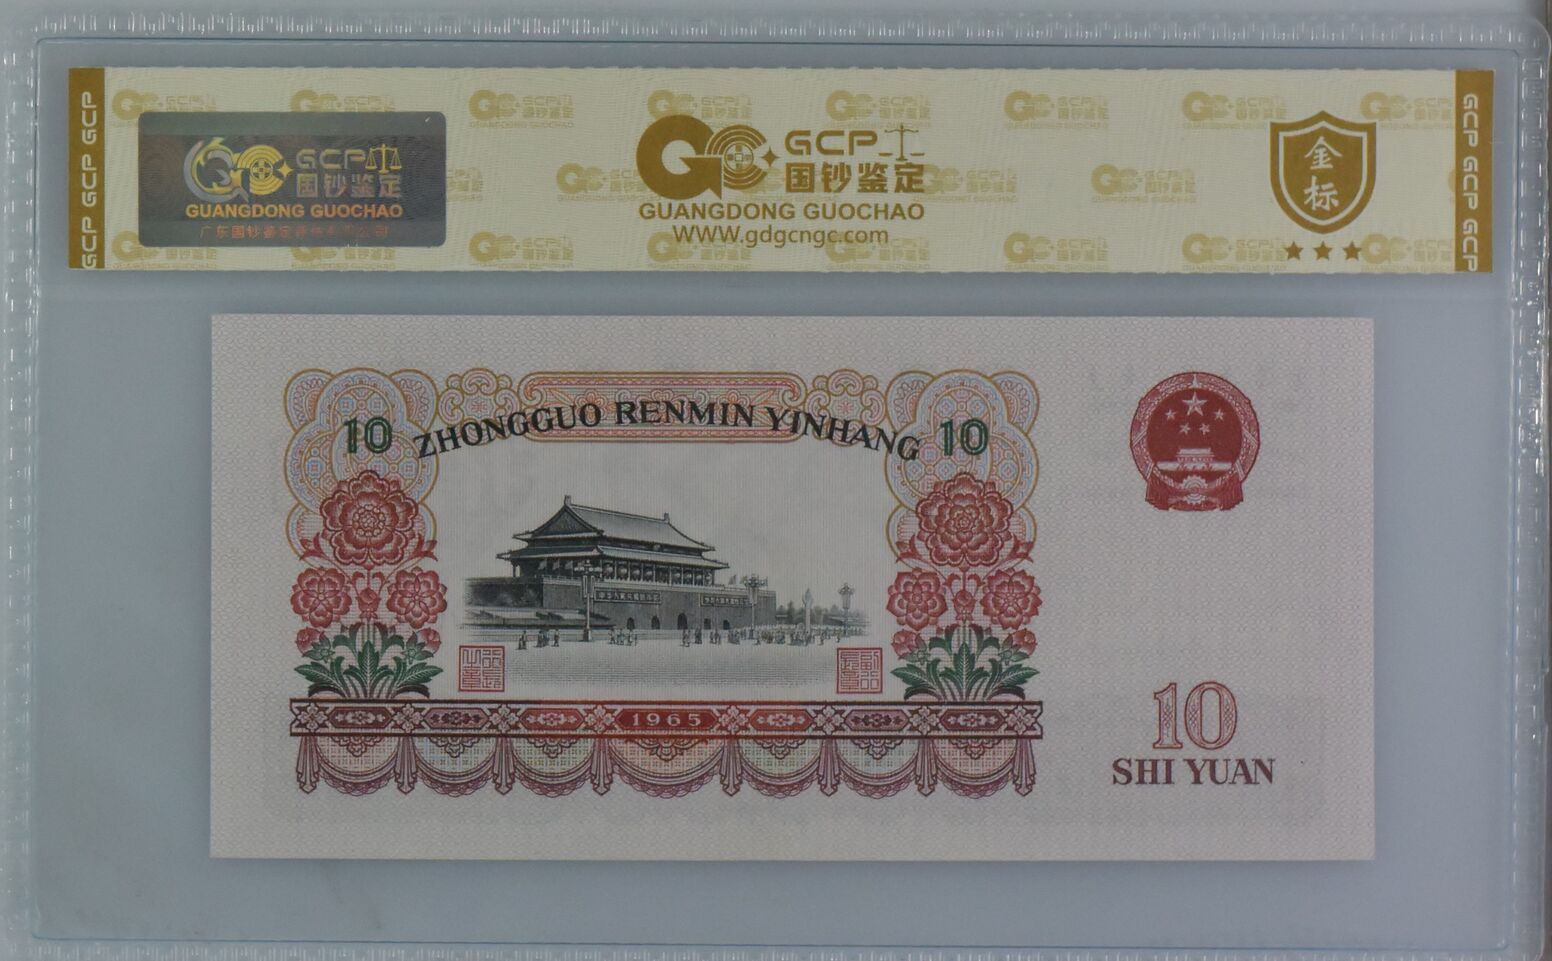 GCP GCP GCP
GCP
国钞鉴定
GUANGDONG GUOCHAO
GCP
国钞鉴定
GUANGDONG GUOCHAO
WWW.gdgcngc.com
金
标
GCP GCP GCP
10 ZHONGGUO RENMIN YINHANG 10
1965
10
SHI YUAN